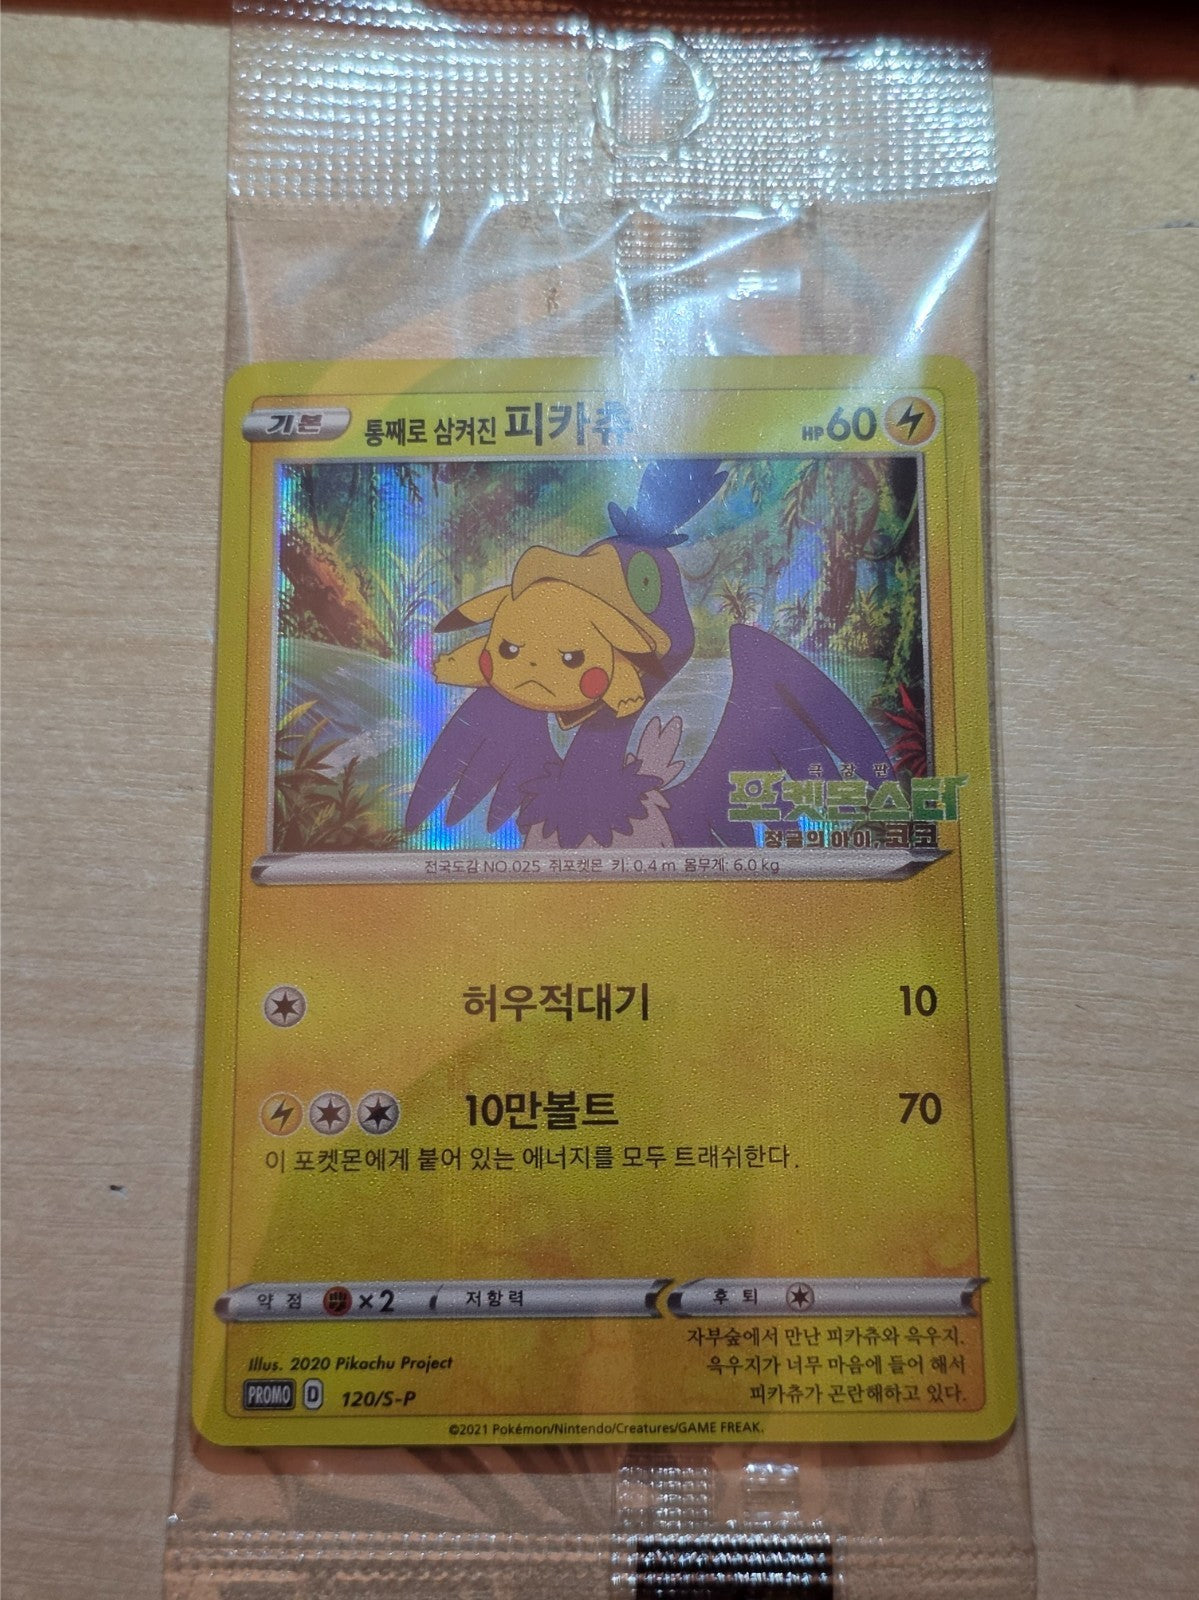 기본 통째로 삼켜진 피카츄 HP 60
극장판
포켓몬스터
정글의 아이, 코코
전국도감 NO.025 쥐포켓몬 키: 0.4 m 몸무게: 6.0 kg
허우적대기 10
10만볼트 70
이 포켓몬에게 붙어 있는 에너지를 모두 트래쉬한다.
약점 ×2 저항력 후퇴
자부숲에서 만난 피카츄와 윽우지.
Illus. 2020 Pikachu Project
윽우지가 너무 마음에 들어 해서
PROMO D 120/S-P
피카츄가 곤란해하고 있다.
©2021 Pokémon/Nintendo/Creatures/GAME FREAK.